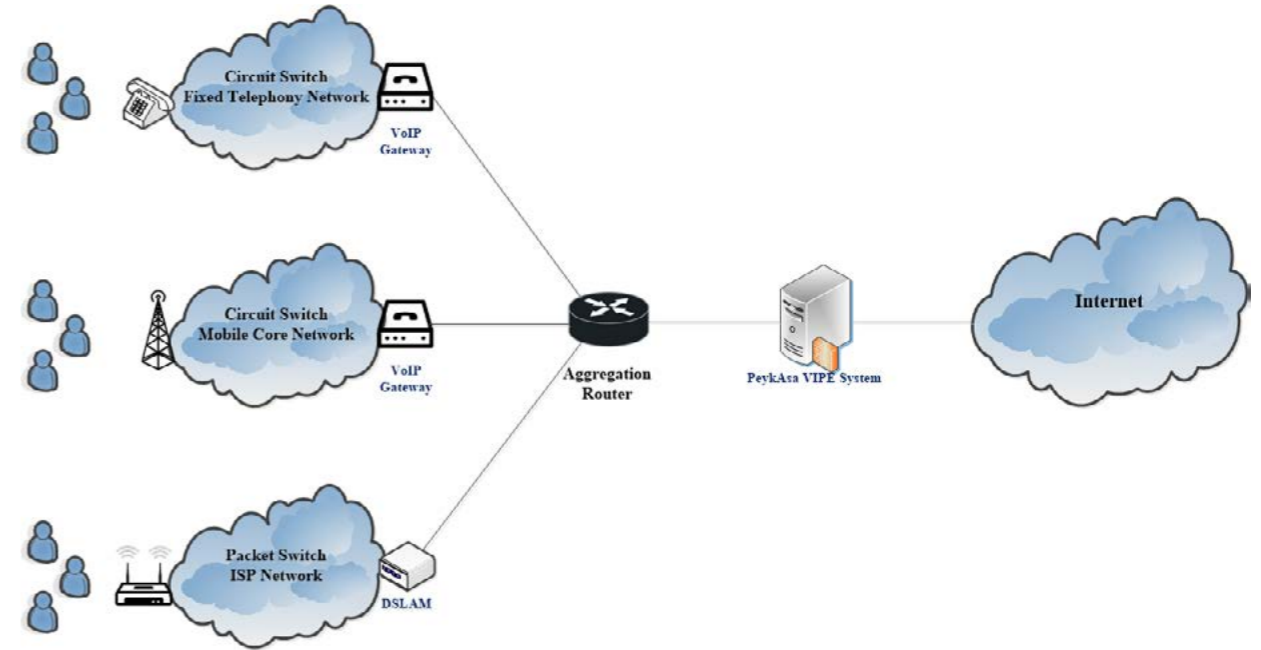 Circuit Switch
Fixed Telephony Network
VoIP
Gateway
Circuit Switch
Mobile Core Network
VoIP
Gateway
Aggregation
Router
PeykAsa VIPE System
Internet
Packet Switch
ISP Network
DSLAM